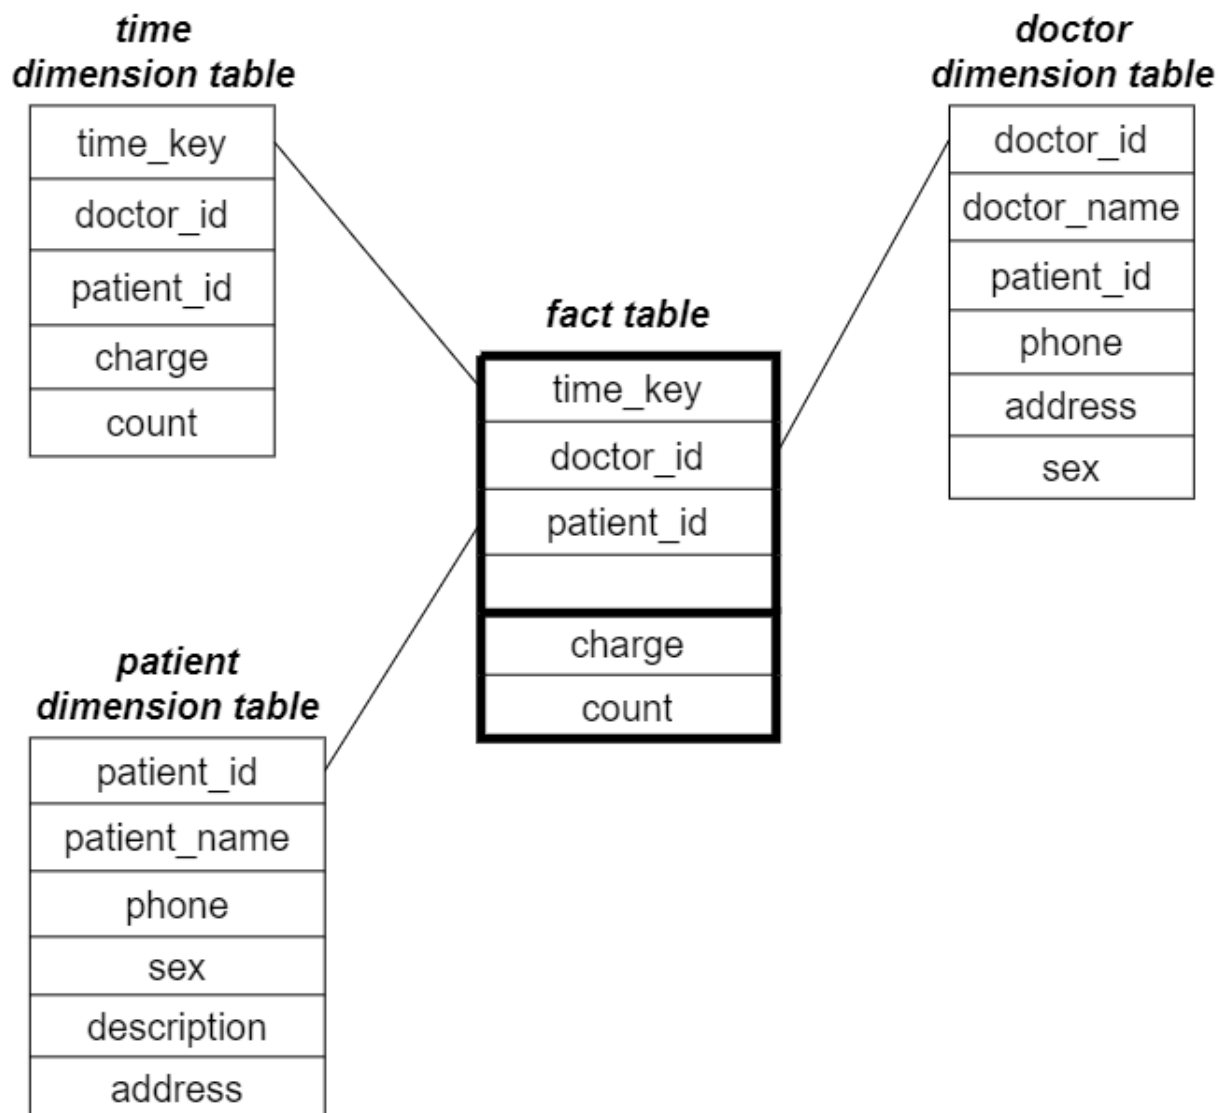 time
dimension table
time_key
doctor_id
patient_id
charge
count
doctor
dimension table
doctor_id
doctor_name
patient_id
phone
address
sex
fact table
time_key
doctor_id
patient_id
charge
count
patient
dimension table
patient_id
patient_name
phone
sex
description
address